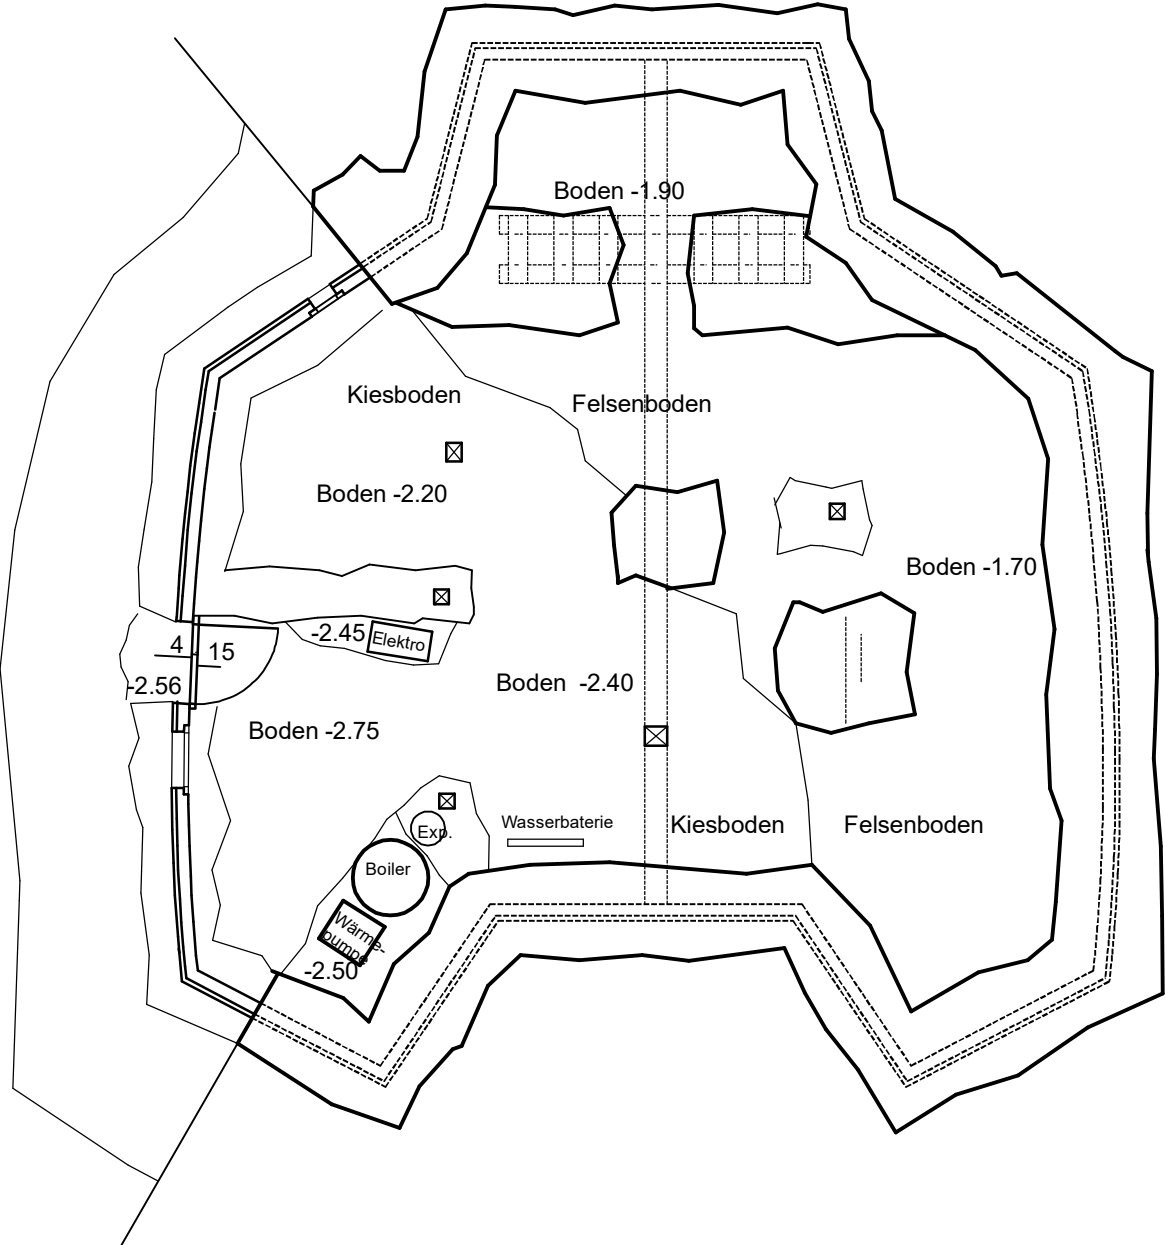 Boden -1.90
Kiesboden
Felsenboden
Boden -2.20
Boden -1.70
-2.45
Elektro
4
15
-2.56
Boden  -2.40
Boden -2.75
Wasserbaterie
Kiesboden
Felsenboden
Exp.
Boiler
Wärme-
pumpe
-2.50